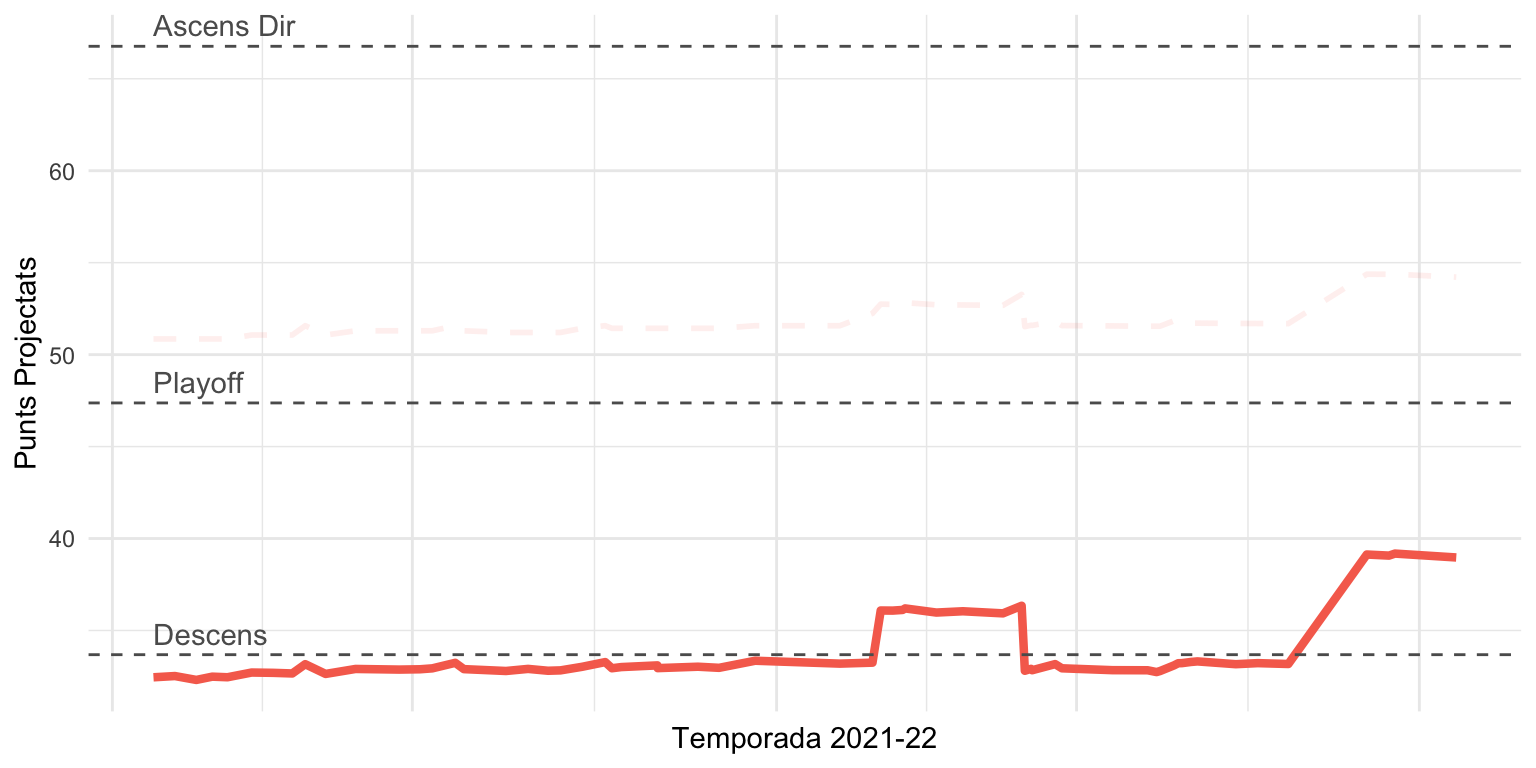 Ascens Dir
60
50
Playoff
40
Descens
Punts Projectats
Temporada 2021-22